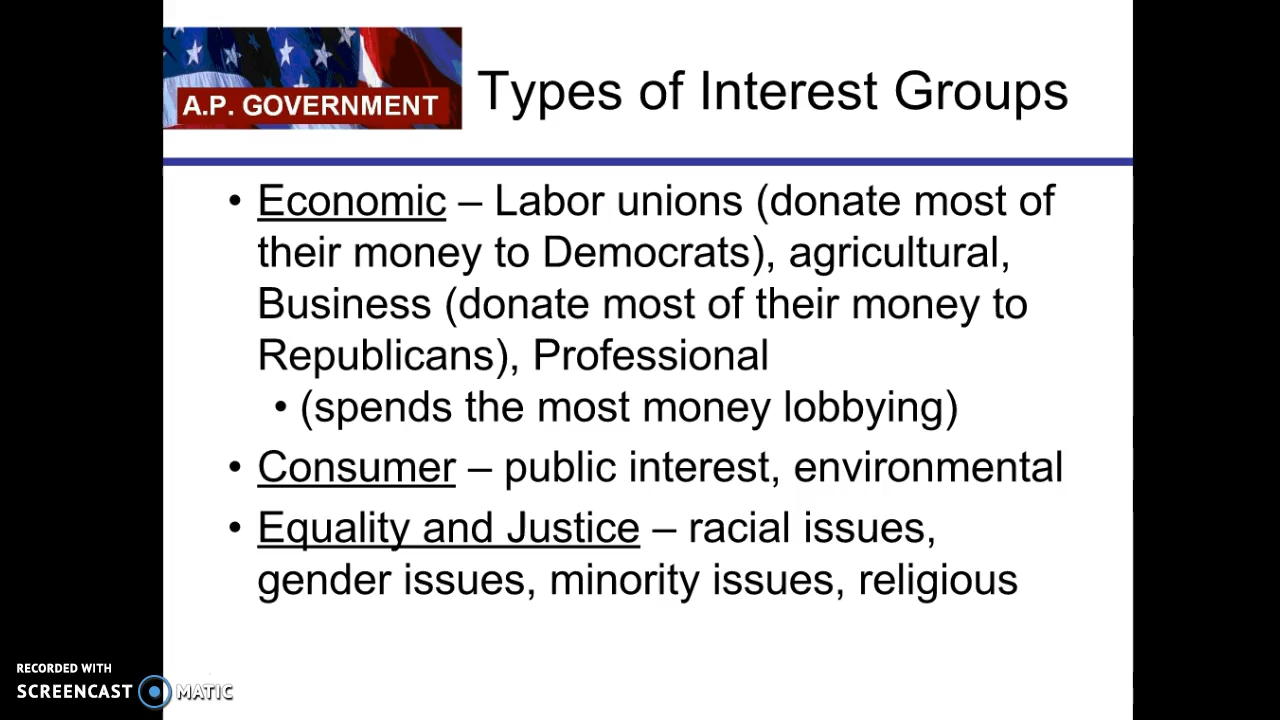 A.P. GOVERNMENT
Types of Interest Groups
• Economic – Labor unions (donate most of
their money to Democrats), agricultural,
Business (donate most of their money to
Republicans), Professional
• (spends the most money lobbying)
• Consumer – public interest, environmental
• Equality and Justice – racial issues,
gender issues, minority issues, religious
RECORDED WITH
SCREENCAST MATIC